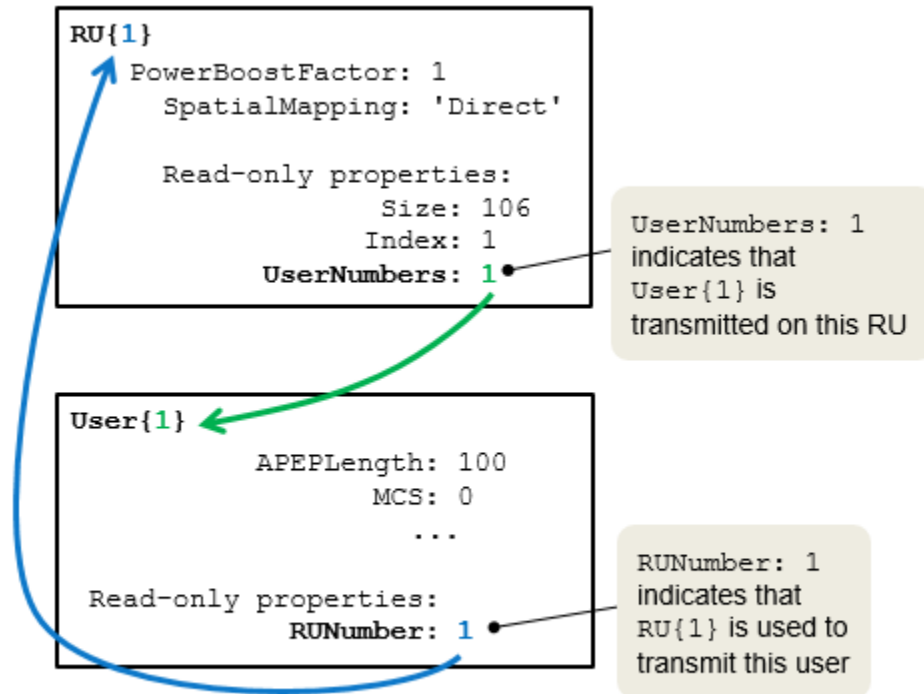 RU{1}
PowerBoostFactor: 1
SpatialMapping: 'Direct'
Read-only properties:
Size: 106
Index: 1
UserNumbers: 1
UserNumbers: 1
indicates that
User{1} is
transmitted on this RU
User{1}
APEPLength: 100
MCS: 0
...
Read-only properties:
RUNumber: 1
RUNumber: 1
indicates that
RU{1} is used to
transmit this user